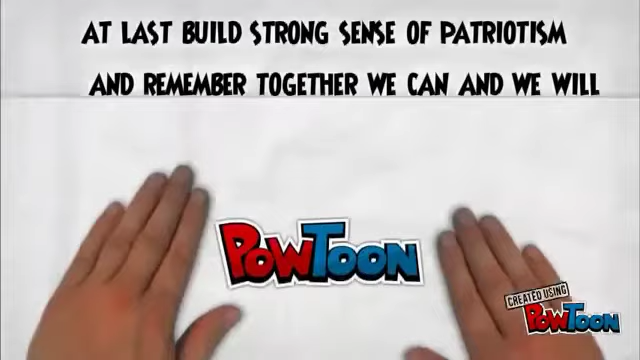 AT LAST BUILD STRONG SENSE OF PATRIOTISM
AND REMEMBER TOGETHER WE CAN AND WE WILL
POWTOON
CREATED USING
POWTOON